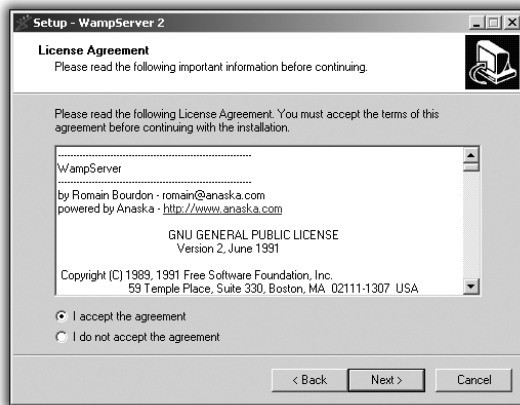 Setup - WampServer 2
License Agreement
Please read the following important information before continuing.
Please read the following License Agreement. You must accept the terms of this
agreement before continuing with the installation.
------------------------------------------------------------
WampServer
------------------------------------------------------------
by Romain Bourdon - romain@anaska.com
powered by Anaska - http://www.anaska.com
GNU GENERAL PUBLIC LICENSE
Version 2, June 1991
Copyright (C) 1989, 1991 Free Software Foundation, Inc.
59 Temple Place, Suite 330, Boston, MA 02111-1307 USA
I accept the agreement
I do not accept the agreement
< Back
Next >
Cancel